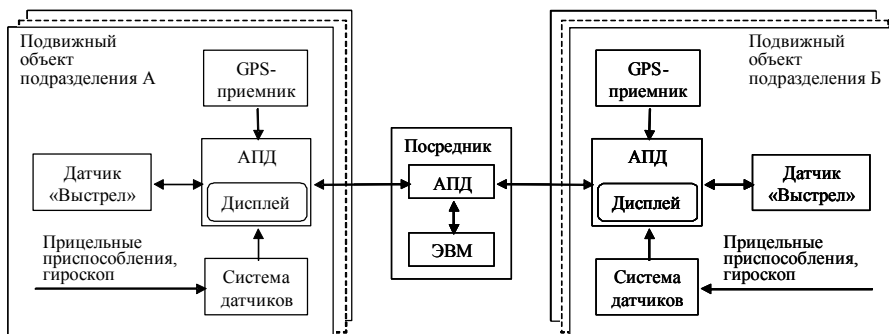 Подвижный
объект
подразделения А
GPS-
приемник
АПД
Дисплей
Датчик
«Выстрел»
Прицельные
приспособления,
гироскоп
Система
датчиков
Посредник
АПД
ЭВМ
Подвижный
объект
подразделения Б
GPS-
приемник
АПД
Дисплей
Датчик
«Выстрел»
Прицельные
приспособления,
гироскоп
Система
датчиков